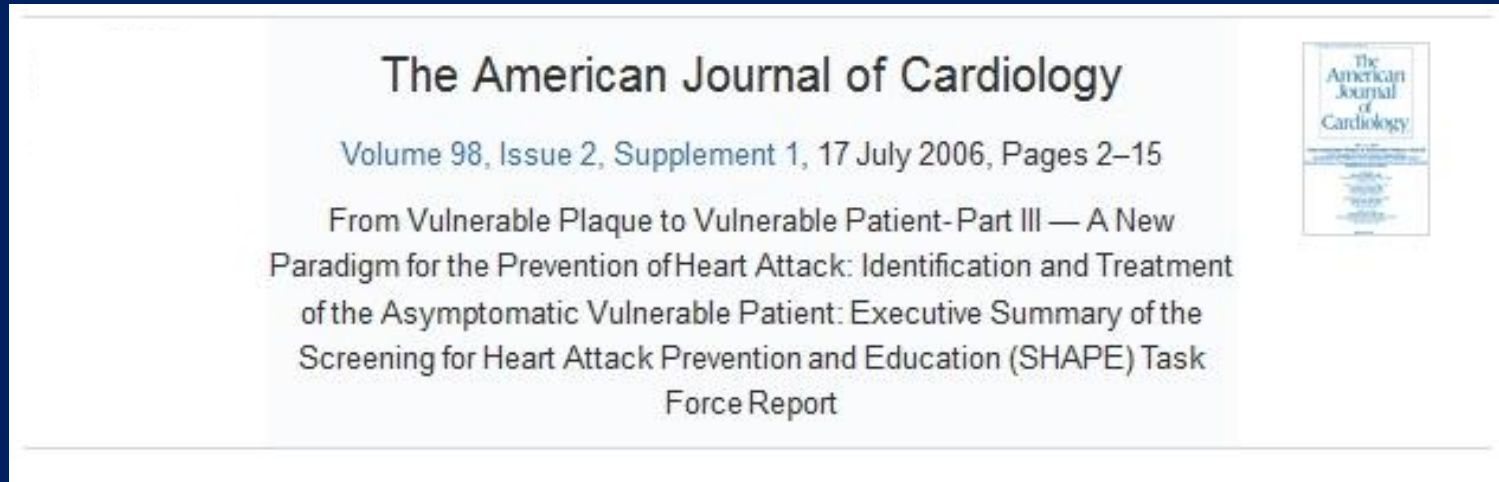 The American Journal of Cardiology
The
American
Journal
of
Cardiology
Volume 98, Issue 2, Supplement 1, 17 July 2006, Pages 2–15
From Vulnerable Plaque to Vulnerable Patient-Part III — A New
Paradigm for the Prevention of Heart Attack: Identification and Treatment
of the Asymptomatic Vulnerable Patient: Executive Summary of the
Screening for Heart Attack Prevention and Education (SHAPE) Task
Force Report